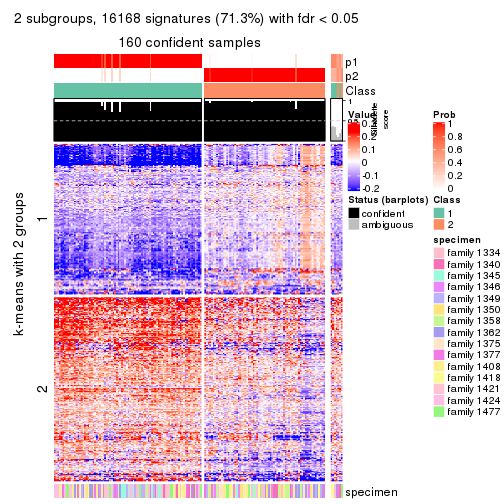 2 subgroups, 16168 signatures (71.3%) with fdr < 0.05
160 confident samples
p1
p2
Class
1
Silhouette
score
k-means with 2 groups
1
2
specimen
Value
0.1
0
-0.1
-0.2
Prob
1
0.8
0.6
0.4
0.2
0
Status (barplots)
confident
ambiguous
Class
1
2
specimen
family 1334
family 1340
family 1345
family 1346
family 1349
family 1350
family 1358
family 1362
family 1375
family 1377
family 1408
family 1418
family 1421
family 1424
family 1477